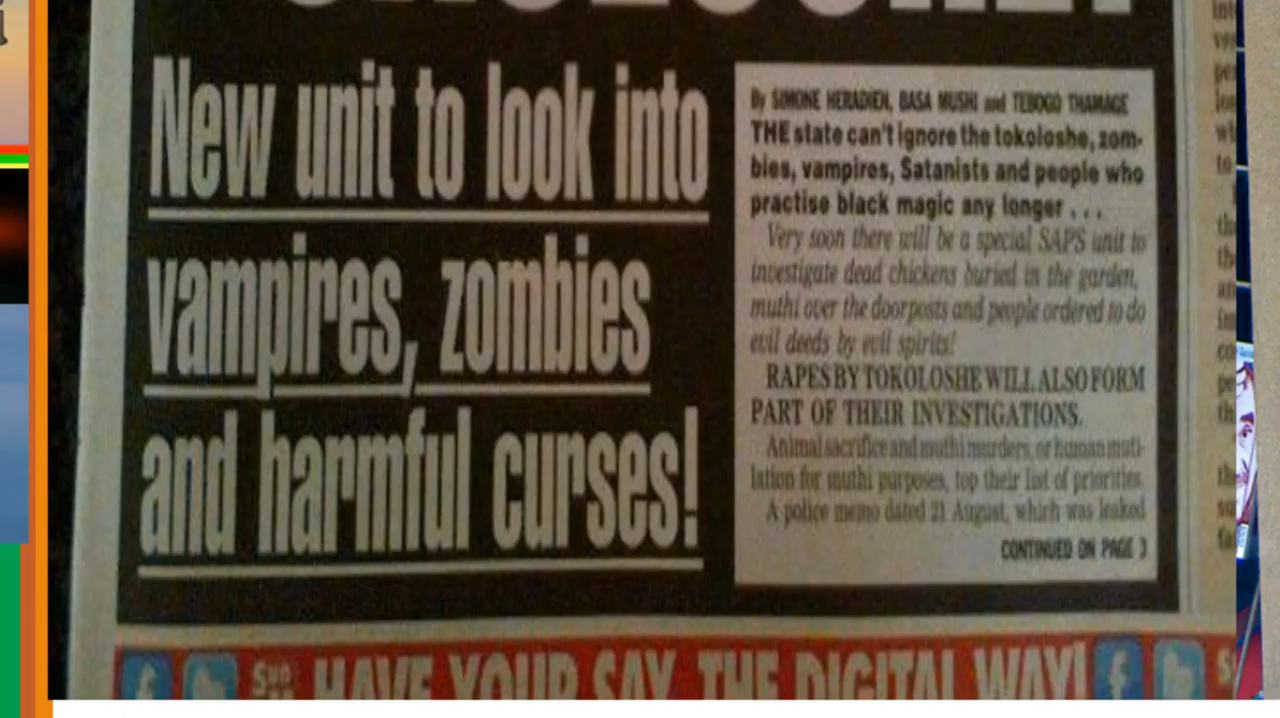 New unit to look into
vampires, zombies
and harmful curses!
By SIMONE HERADIEN, BASA MUSHI and TEBOGO THAMAGE
THE state can't ignore the tokoloshe, zom-
bies, vampires, Satanists and people who
practise black magic any longer . . .
Very soon there will be a special SAPS unit to
investigate dead chickens buried in the garden,
muthi over the doorposts and people ordered to do
evil deeds by evil spirits!
RAPES BY TOKOLOSHE WILL ALSO FORM
PART OF THEIR INVESTIGATIONS.
Animal sacrifice and muthi murders, or human muti-
lation for muthi purposes, top their list of priorities.
A police memo dated 21 August, which was leaked
CONTINUED ON PAGE 3
Sun
HAVE YOUR SAY, THE DIGITAL WAY!